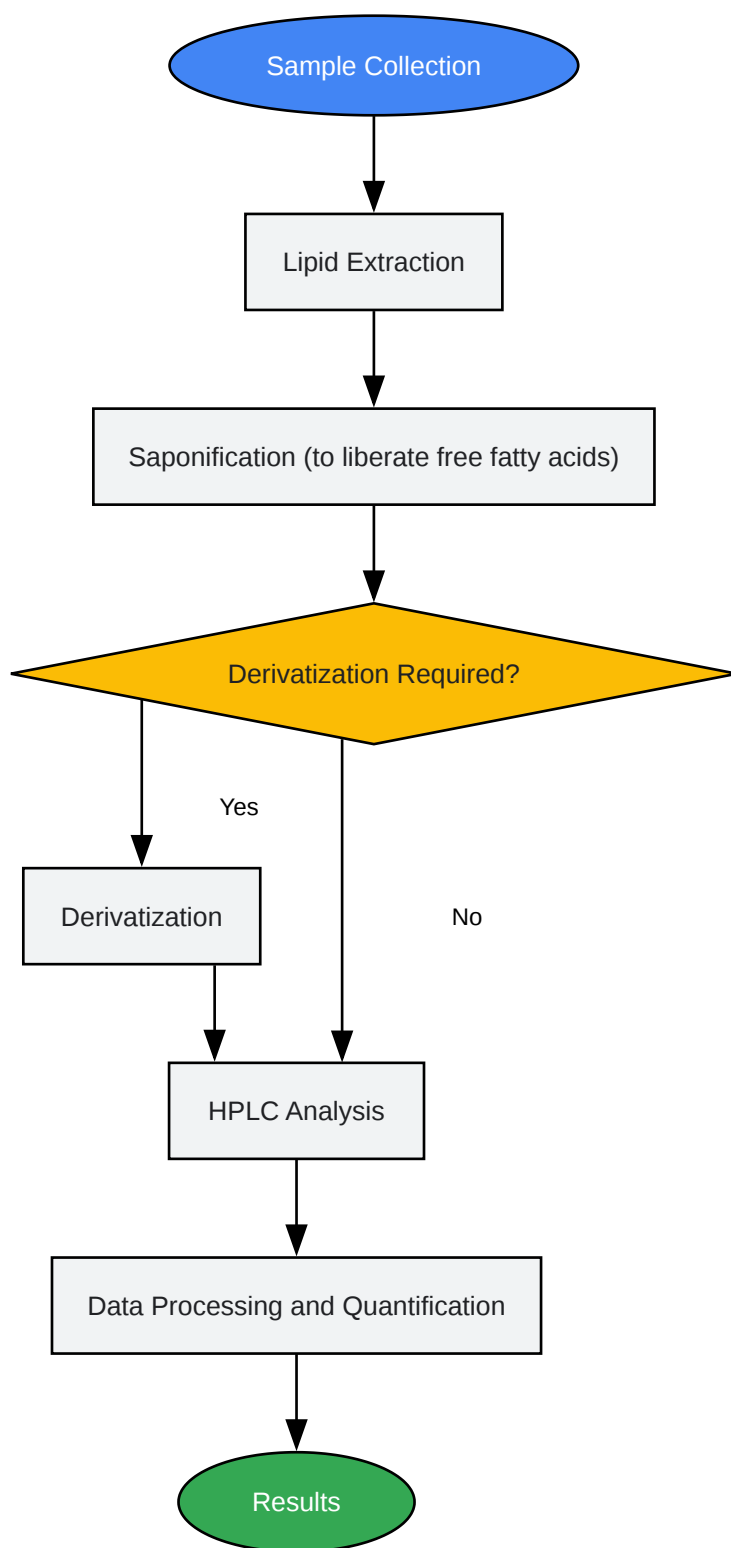 Sample Collection
Lipid Extraction
Saponification (to liberate free fatty acids)
Derivatization Required?
Yes
Derivatization
No
HPLC Analysis
Data Processing and Quantification
Results